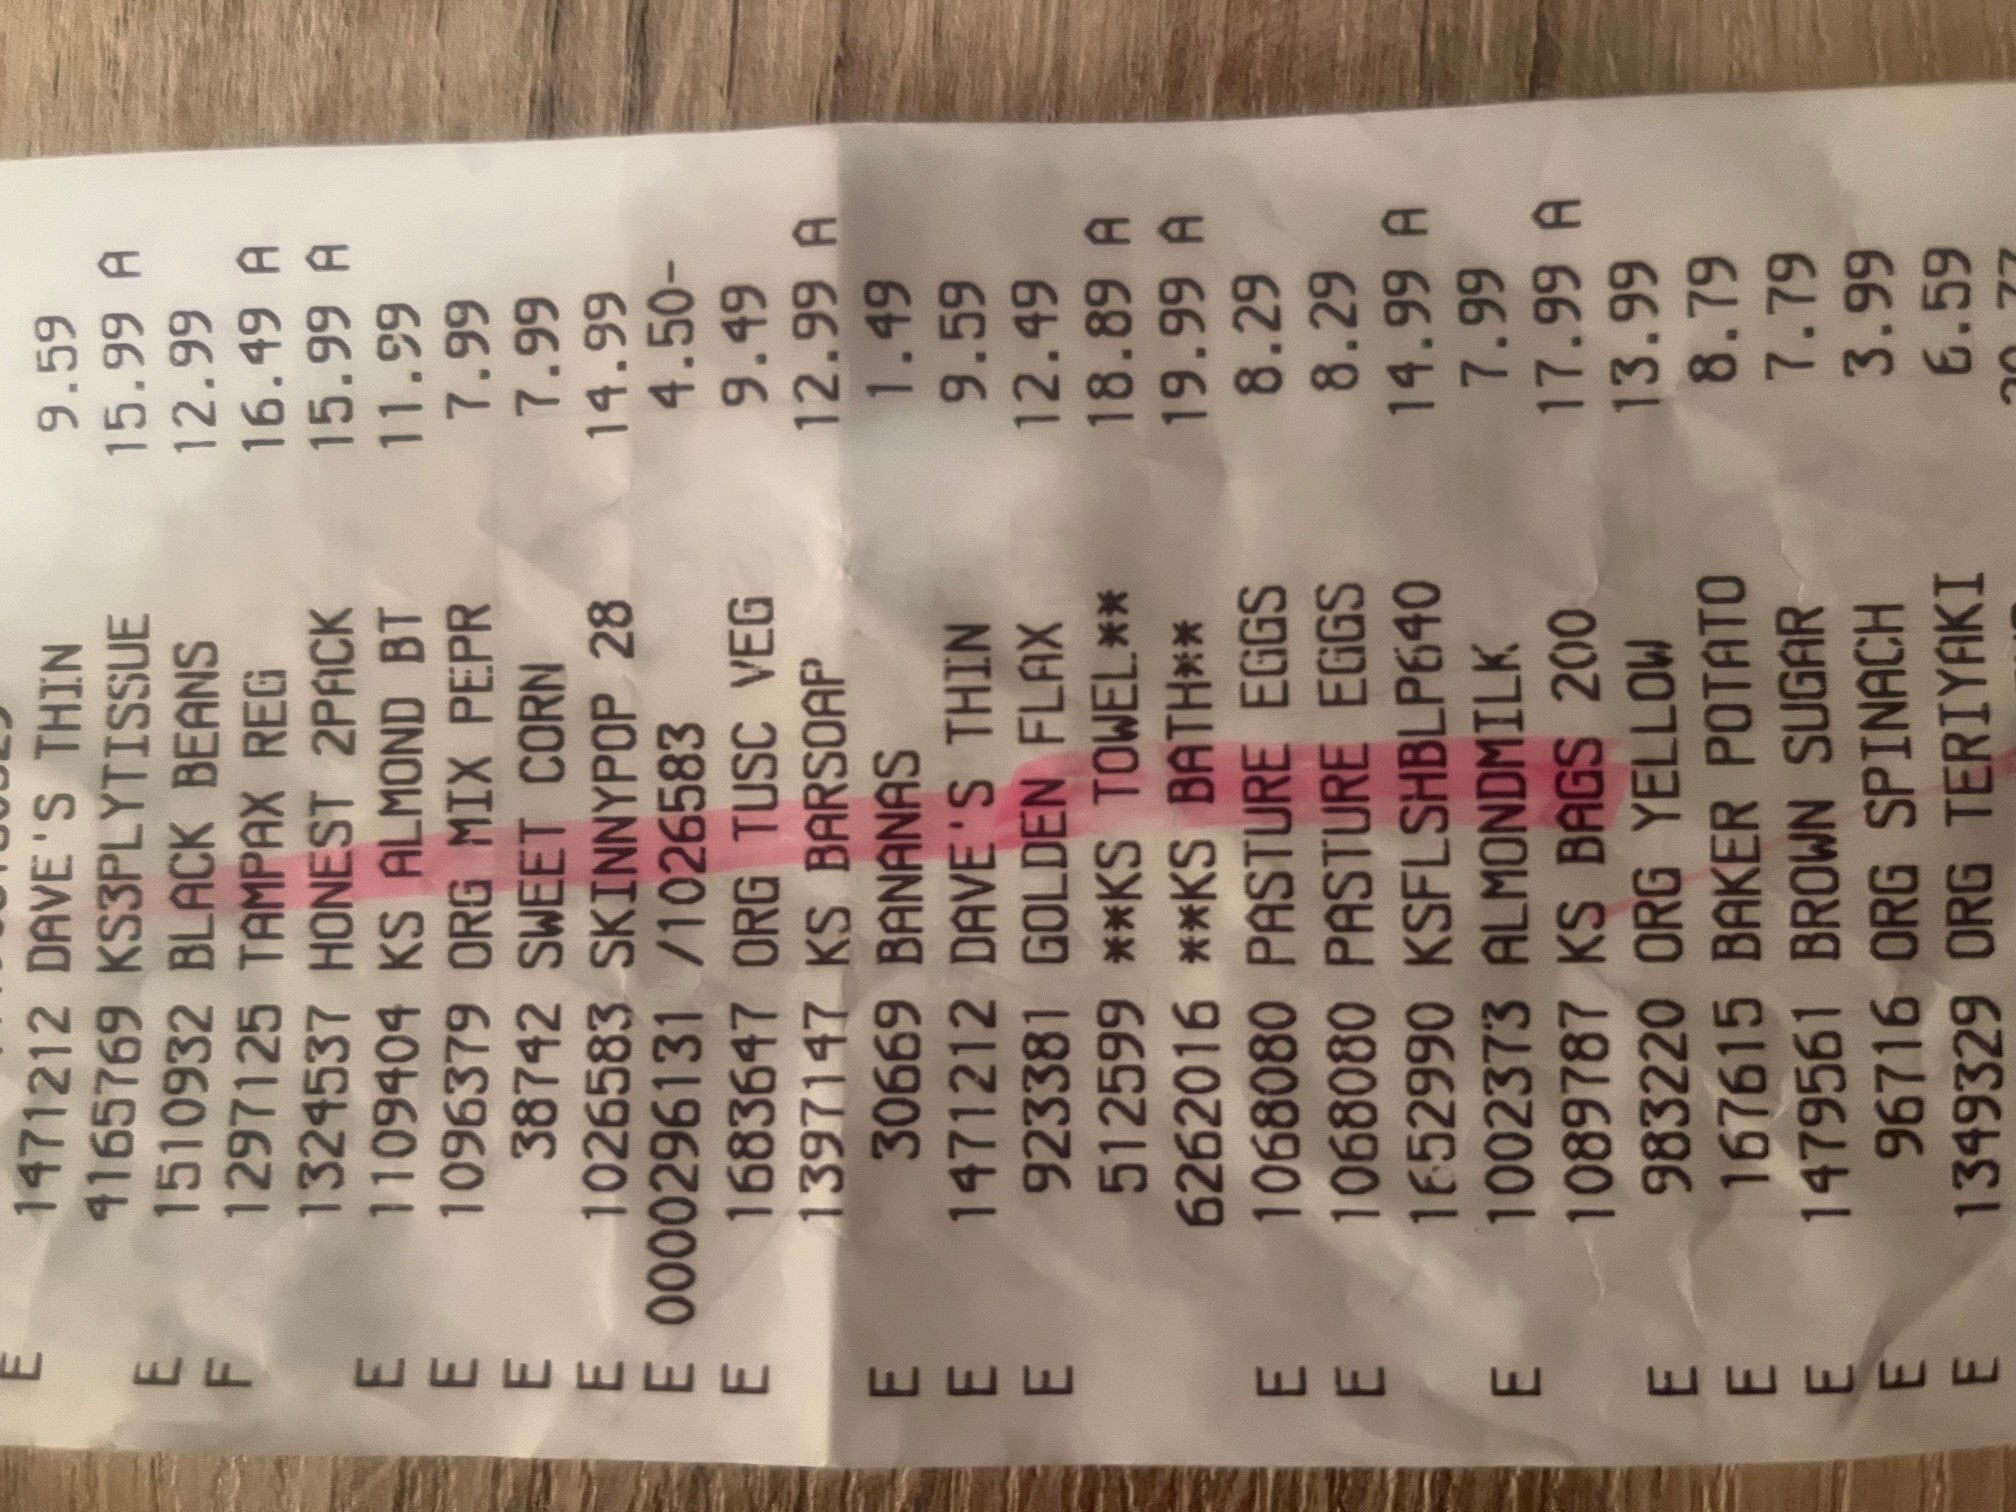 E 1471212 DAVE'S THIN 9.59
4165769 KS3PLYTISSUE 15.99 A
E 1510932 BLACK BEANS 12.99
F 1297125 TAMPAX REG 16.49 A
1324537 HONEST 2PACK 15.99 A
E 1109404 KS ALMOND BT 11.99
E 1096379 ORG MIX PEPR 7.99
E 38742 SWEET CORN 7.99
E 1026583 SKINNYPOP 28 14.99
E 0000296131 /1026583 4.50-
E 1683647 ORG TUSC VEG 9.49
1397147 KS BARSOAP 12.99 A
E 30669 BANANAS 1.49
E 1471212 DAVE'S THIN 9.59
E 923381 GOLDEN FLAX 12.49
512599 **KS TOWEL** 18.89 A
6262016 **KS BATH** 19.99 A
E 1068080 PASTURE EGGS 8.29
E 1068080 PASTURE EGGS 8.29
1652990 KSFLSHBLP640 14.99 A
E 1002373 ALMONDMILK 7.99
1089787 KS BAGS 200 17.99 A
E 983220 ORG YELLOW 13.99
E 167615 BAKER POTATO 8.79
E 1479561 BROWN SUGAR 7.79
E 96716 ORG SPINACH 3.99
E 1349329 ORG TERIYAKI 6.59